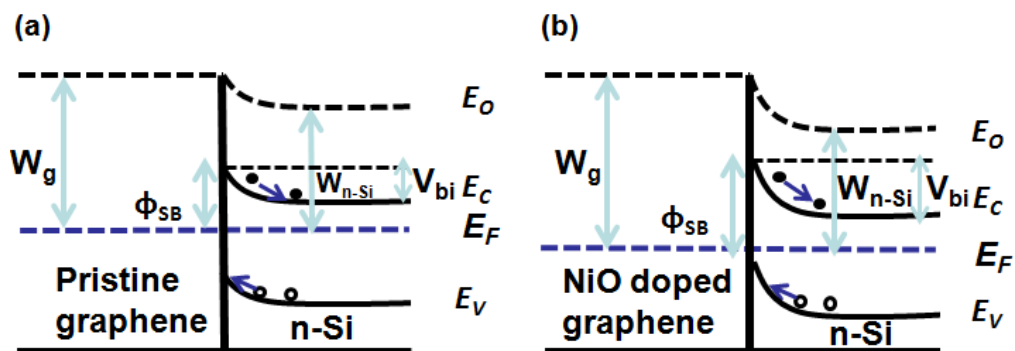 (a)
E_O
W_g
W_n-Si
V_bi
E_C
ϕ_SB
E_F
Pristine
graphene
n-Si
E_V
(b)
E_O
W_g
W_n-Si
V_bi
E_C
ϕ_SB
E_F
NiO doped
graphene
n-Si
E_V